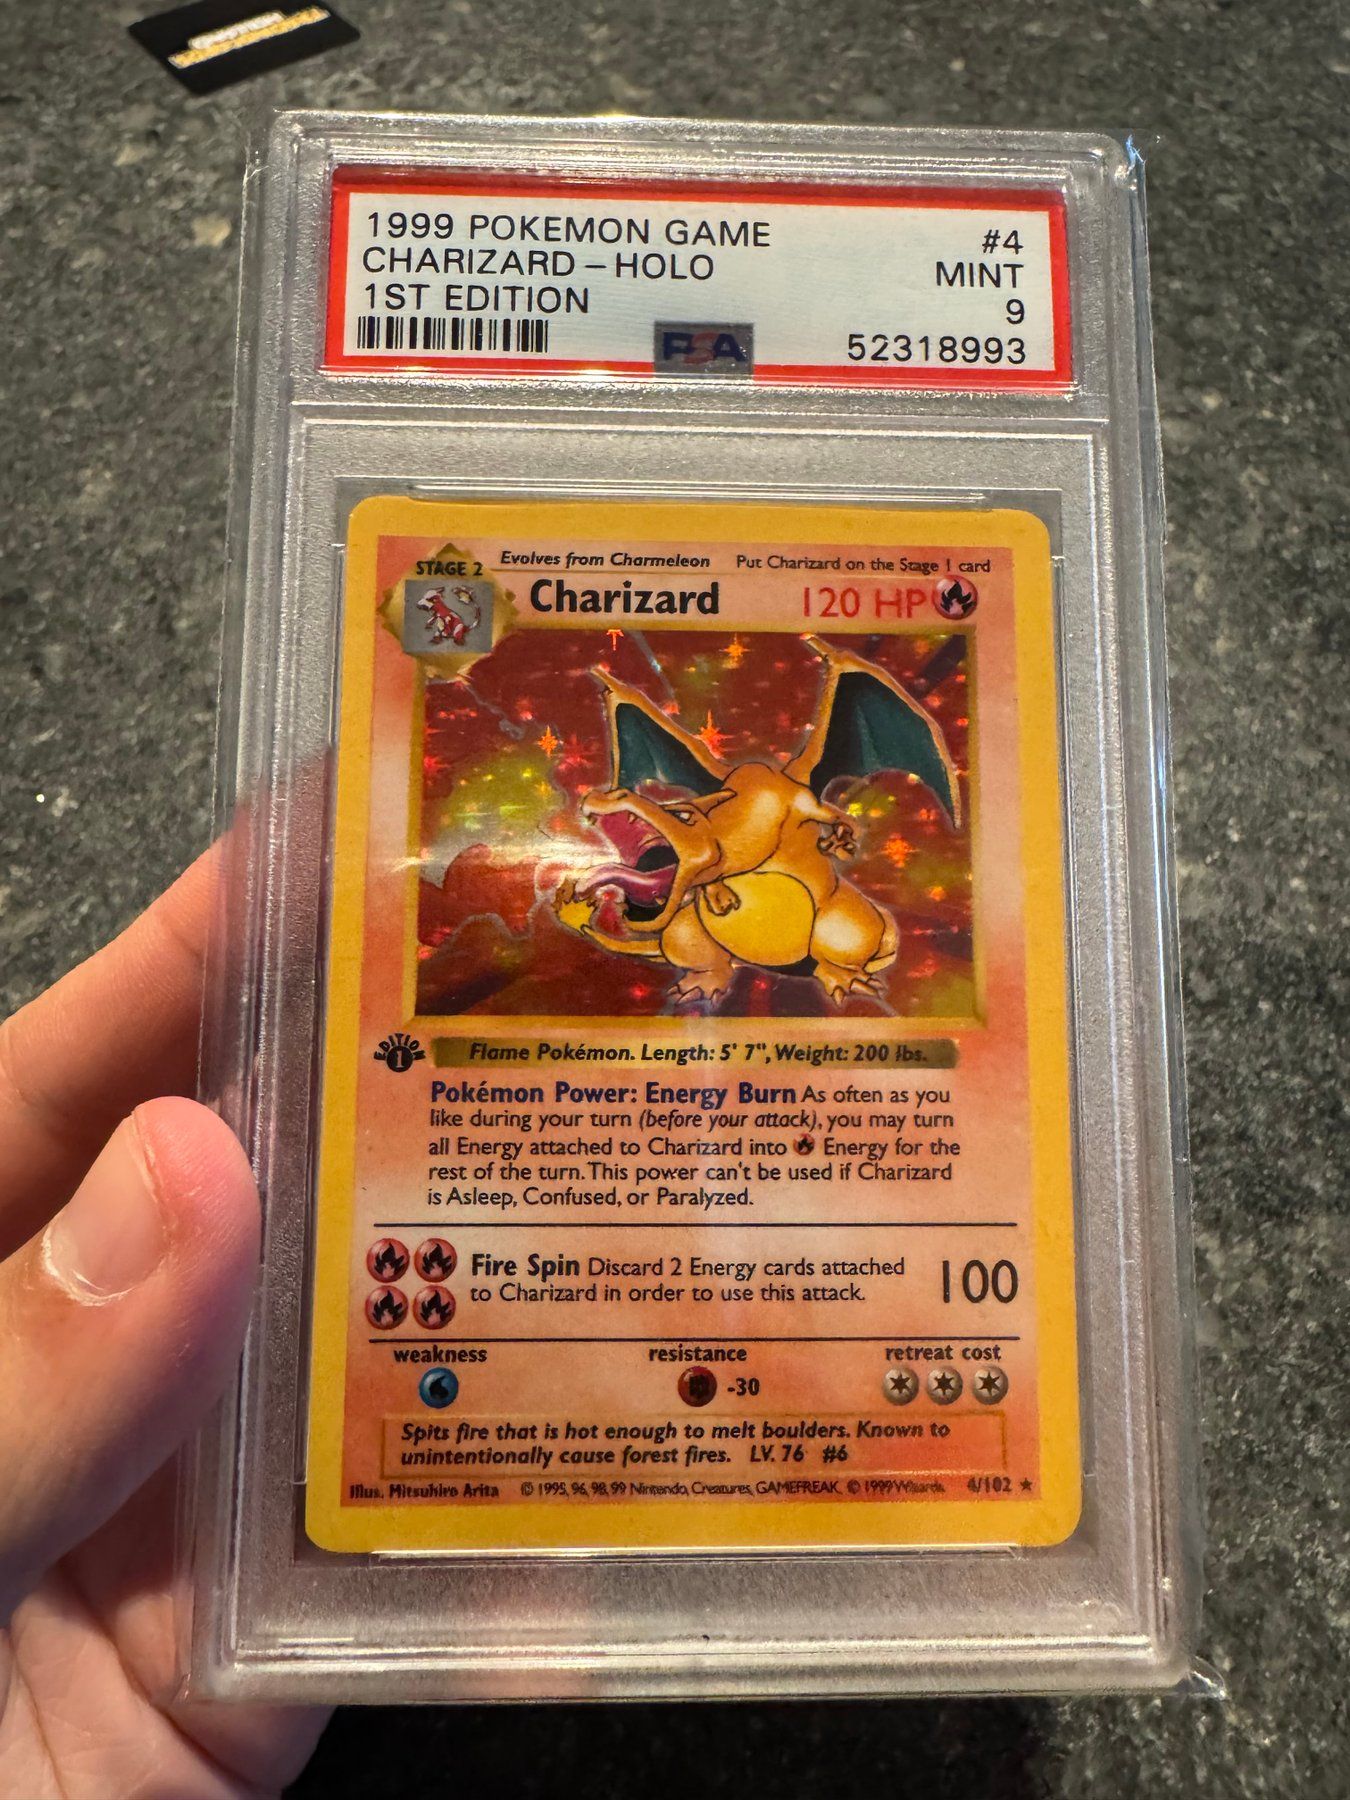 1999 POKEMON GAME #4
CHARIZARD – HOLO MINT
1ST EDITION 9
PSA 52318993
Evolves from Charmeleon Put Charizard on the Stage 1 card
STAGE 2
Charizard 120 HP
EDITION 1
Flame Pokémon. Length: 5' 7", Weight: 200 lbs.
Pokémon Power: Energy Burn As often as you
like during your turn (before your attack), you may turn
all Energy attached to Charizard into Energy for the
rest of the turn. This power can't be used if Charizard
is Asleep, Confused, or Paralyzed.
Fire Spin Discard 2 Energy cards attached 100
to Charizard in order to use this attack.
weakness resistance retreat cost
-30
Spits fire that is hot enough to melt boulders. Known to
unintentionally cause forest fires. LV. 76 #6
Illus. Mitsuhiro Arita © 1995, 96, 98, 99 Nintendo, Creatures, GAMEFREAK. © 1999 Wizards. 4/102 ★